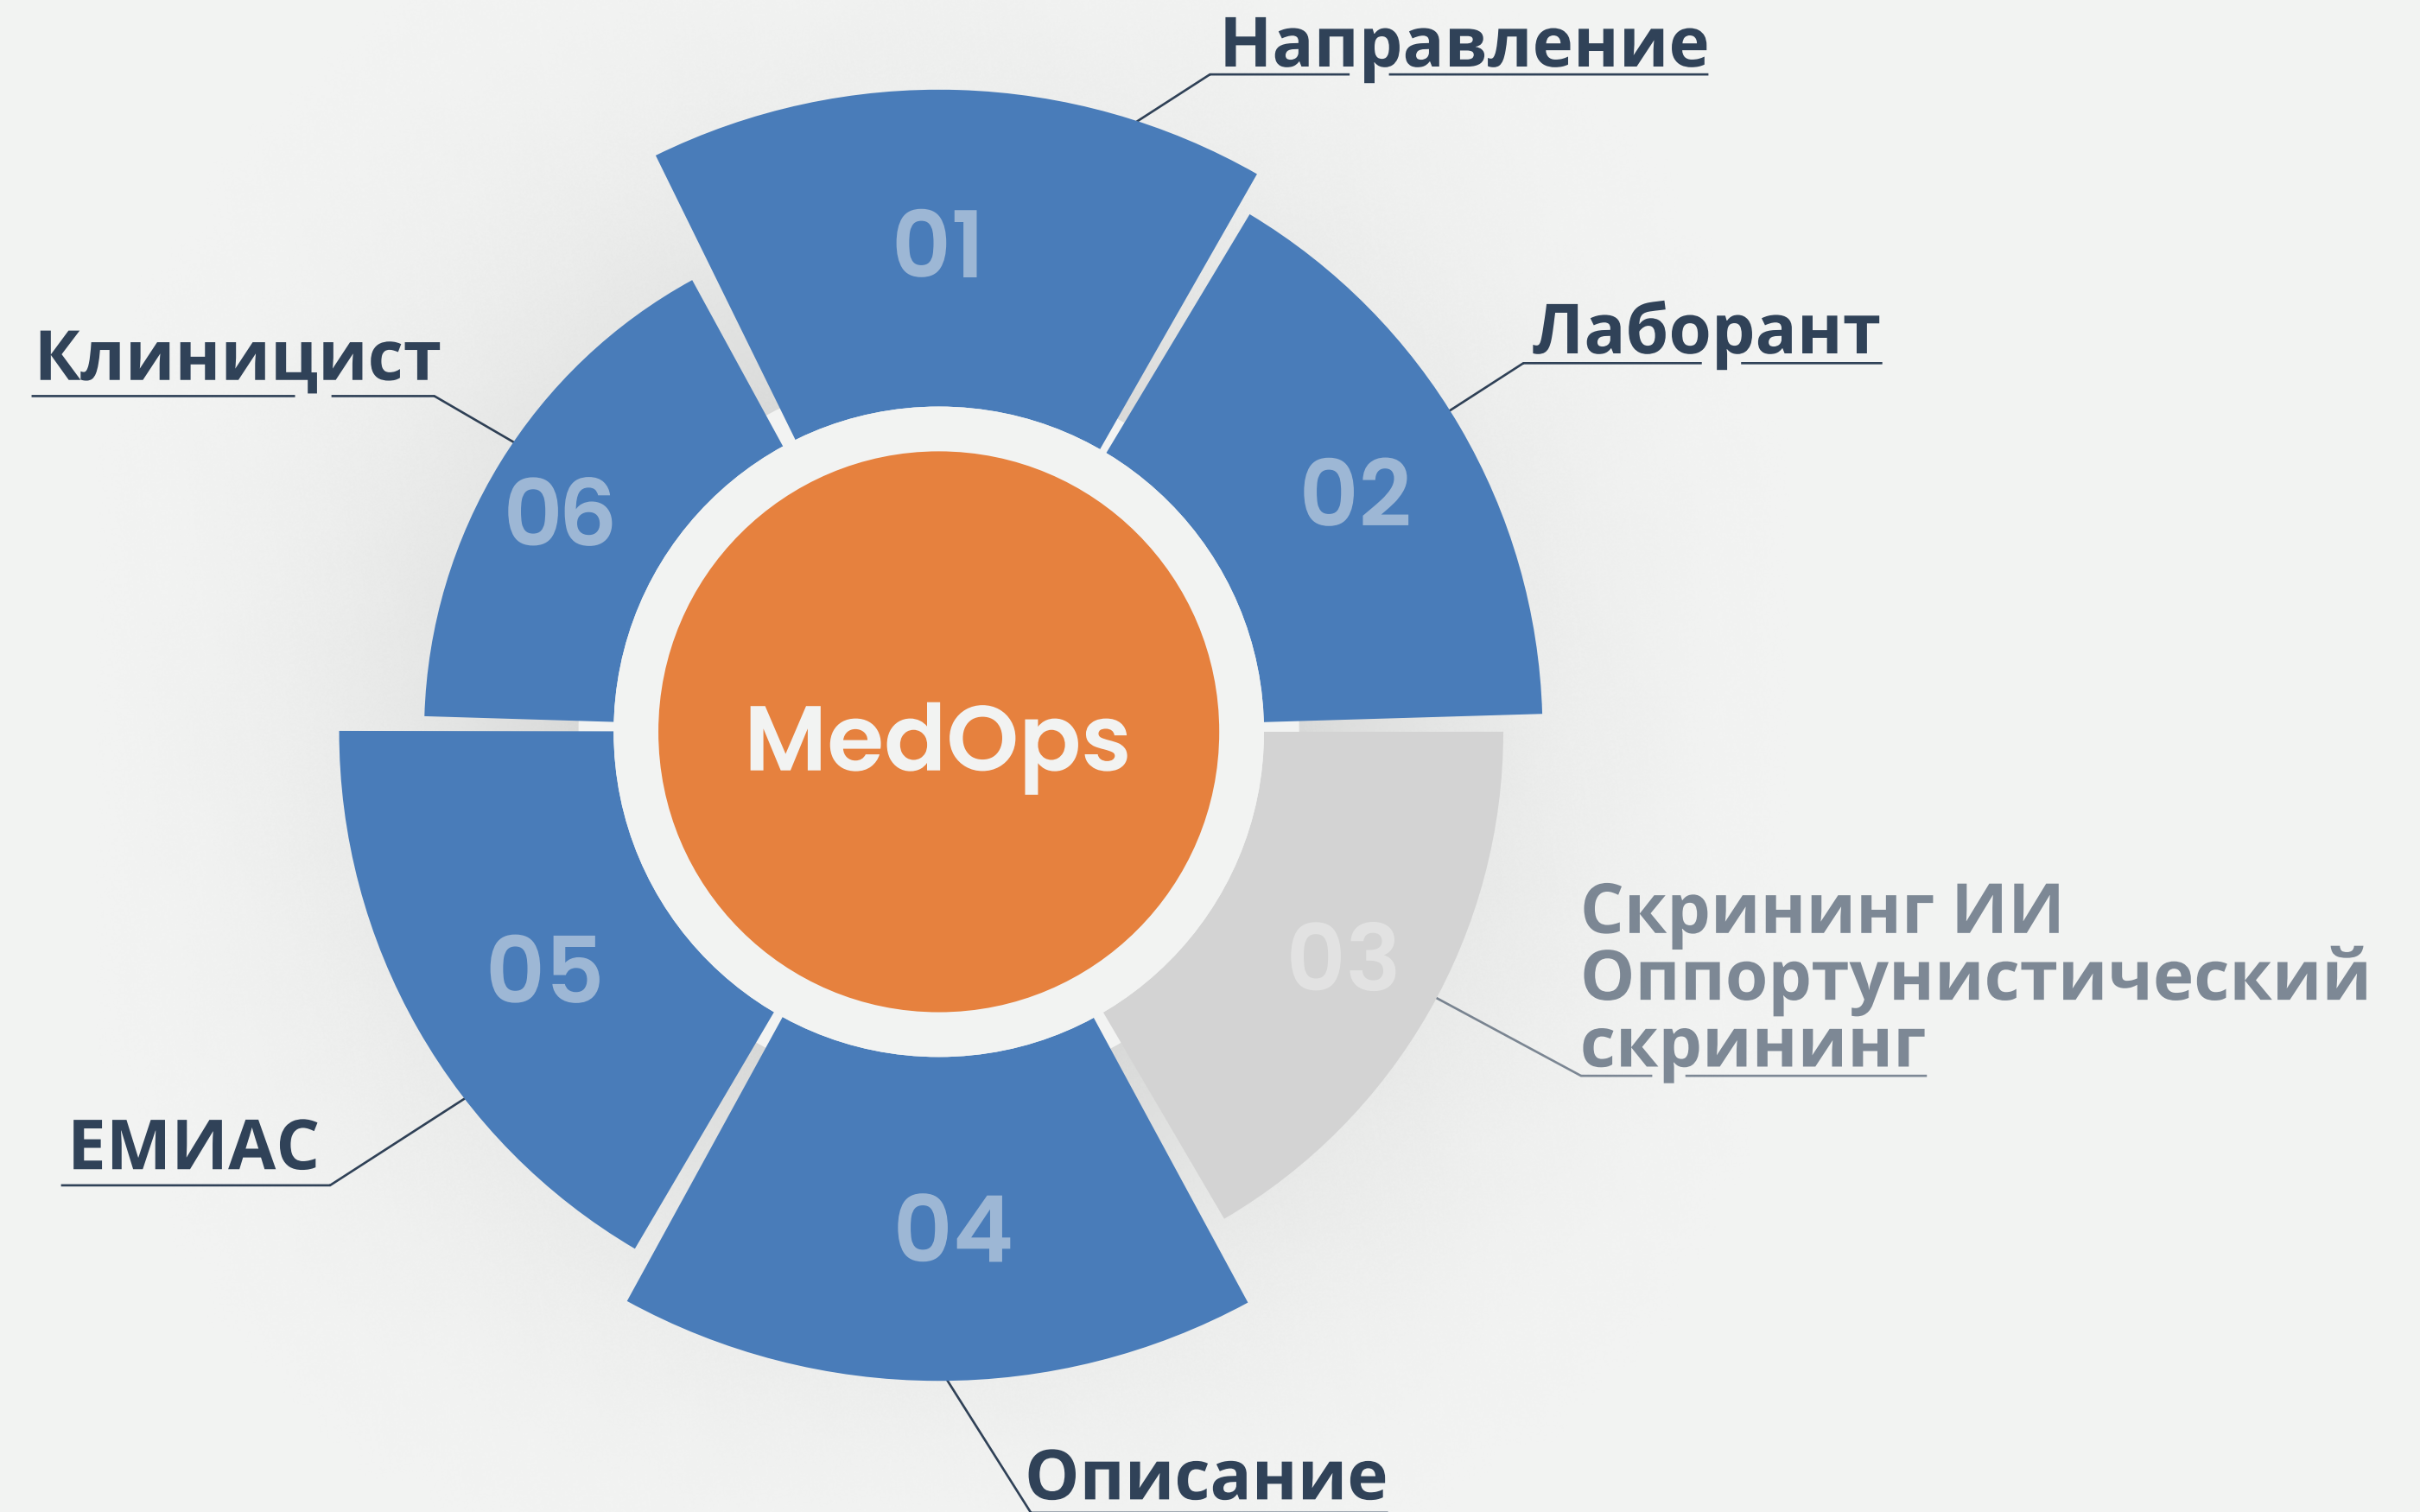 Направление
01
Лаборант
02
Клиницист
06
MedOps
03
Скрининг ИИ
Оппортунистический
скрининг
05
ЕМИАС
04
Описание